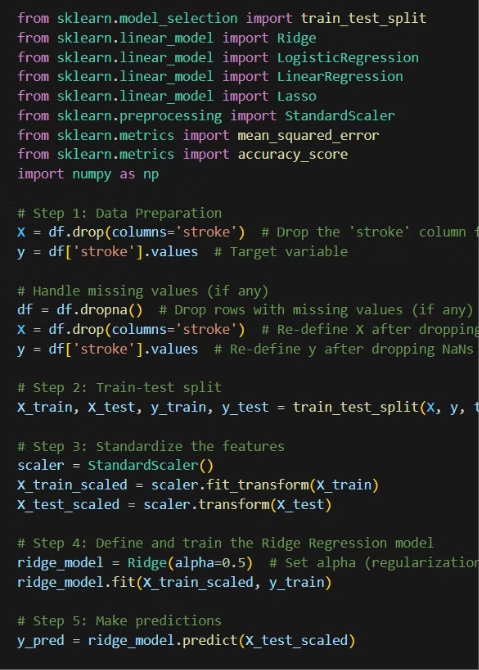 from sklearn.model_selection import train_test_split
from sklearn.linear_model import Ridge
from sklearn.linear_model import LogisticRegression
from sklearn.linear_model import LinearRegression
from sklearn.linear_model import Lasso
from sklearn.preprocessing import StandardScaler
from sklearn.metrics import mean_squared_error
from sklearn.metrics import accuracy_score
import numpy as np
# Step 1: Data Preparation
X = df.drop(columns='stroke')  # Drop the 'stroke' column
y = df['stroke'].values  # Target variable
# Handle missing values (if any)
df = df.dropna()  # Drop rows with missing values (if any)
X = df.drop(columns='stroke')  # Re-define X after dropping
y = df['stroke'].values  # Re-define y after dropping NaNs
# Step 2: Train-test split
X_train, X_test, y_train, y_test = train_test_split(X, y,
# Step 3: Standardize the features
scaler = StandardScaler()
X_train_scaled = scaler.fit_transform(X_train)
X_test_scaled = scaler.transform(X_test)
# Step 4: Define and train the Ridge Regression model
ridge_model = Ridge(alpha=0.5)  # Set alpha (regularization
ridge_model.fit(X_train_scaled, y_train)
# Step 5: Make predictions
y_pred = ridge_model.predict(X_test_scaled)